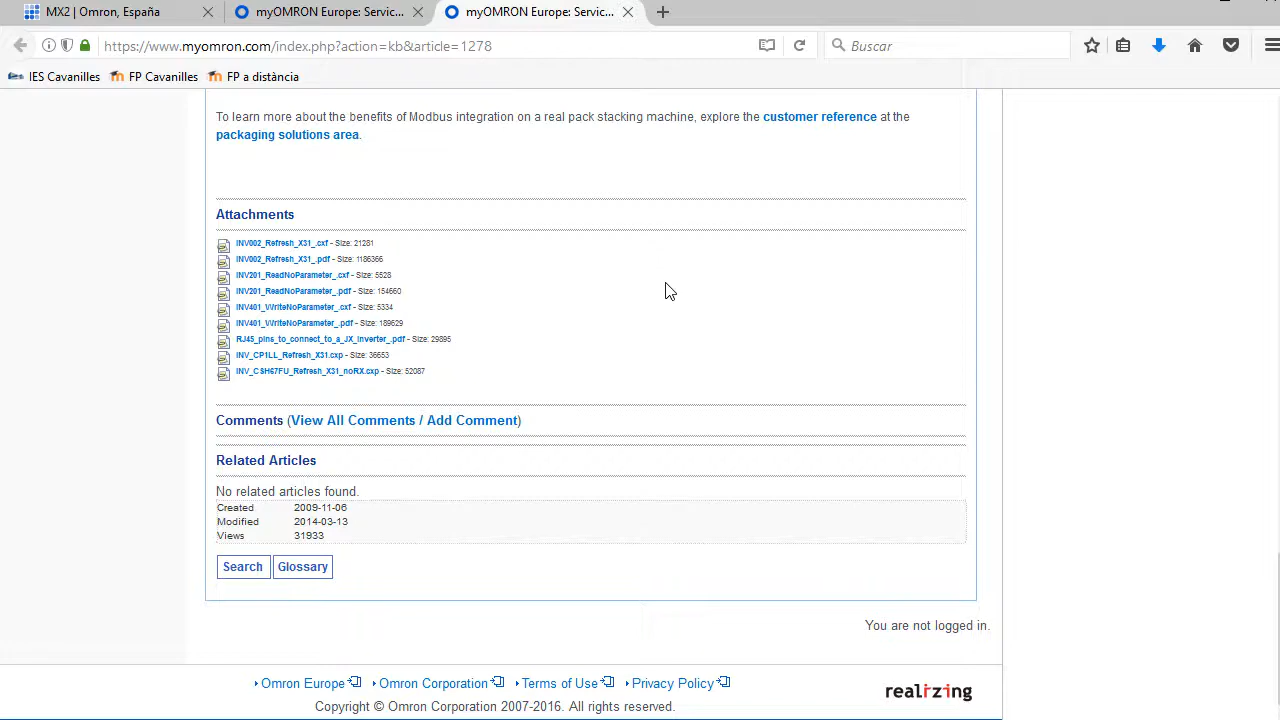 MX2 | Omron, España
myOMRON Europe: Servic...
myOMRON Europe: Servic...
https://www.myomron.com/index.php?action=kb&article=1278
Buscar
IES Cavanilles
FP Cavanilles
FP a distància
To learn more about the benefits of Modbus integration on a real pack stacking machine, explore the customer reference at the
packaging solutions area.
Attachments
INV002_Refresh_X31_.cxf - Size: 21281
INV002_Refresh_X31_.pdf - Size: 1186366
INV201_ReadNoParameter_.cxf - Size: 5528
INV201_ReadNoParameter_.pdf - Size: 154660
INV401_WriteNoParameter_.cxf - Size: 5334
INV401_WriteNoParameter_.pdf - Size: 189629
RJ45_pins_to_connect_to_a_JX_inverter_.pdf - Size: 29895
INV_CP1LL_Refresh_X31.cxp - Size: 36653
INV_CSH67FU_Refresh_X31_noRX.cxp - Size: 52087
Comments (View All Comments / Add Comment)
Related Articles
No related articles found.
Created 2009-11-06
Modified 2014-03-13
Views 31933
Search Glossary
You are not logged in.
Omron Europe Omron Corporation Terms of Use Privacy Policy
realizing
Copyright © Omron Corporation 2007-2016. All rights reserved.